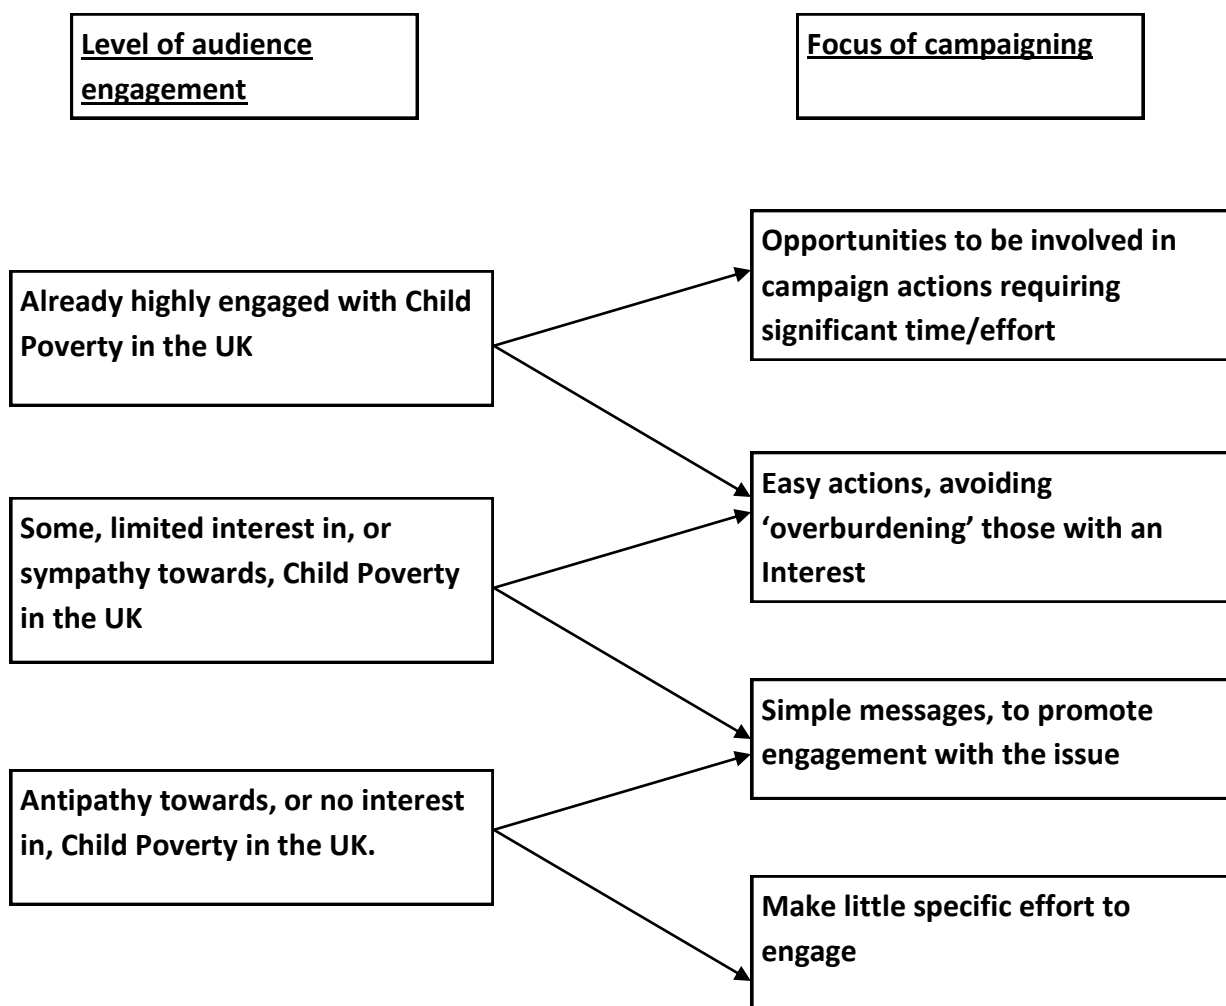 Level of audience
engagement
Focus of campaigning
Already highly engaged with Child
Poverty in the UK
Some, limited interest in, or
sympathy towards, Child Poverty
in the UK
Antipathy towards, or no interest
in, Child Poverty in the UK.
Opportunities to be involved in
campaign actions requiring
significant time/effort
Easy actions, avoiding
‘overburdening’ those with an
Interest
Simple messages, to promote
engagement with the issue
Make little specific effort to
engage